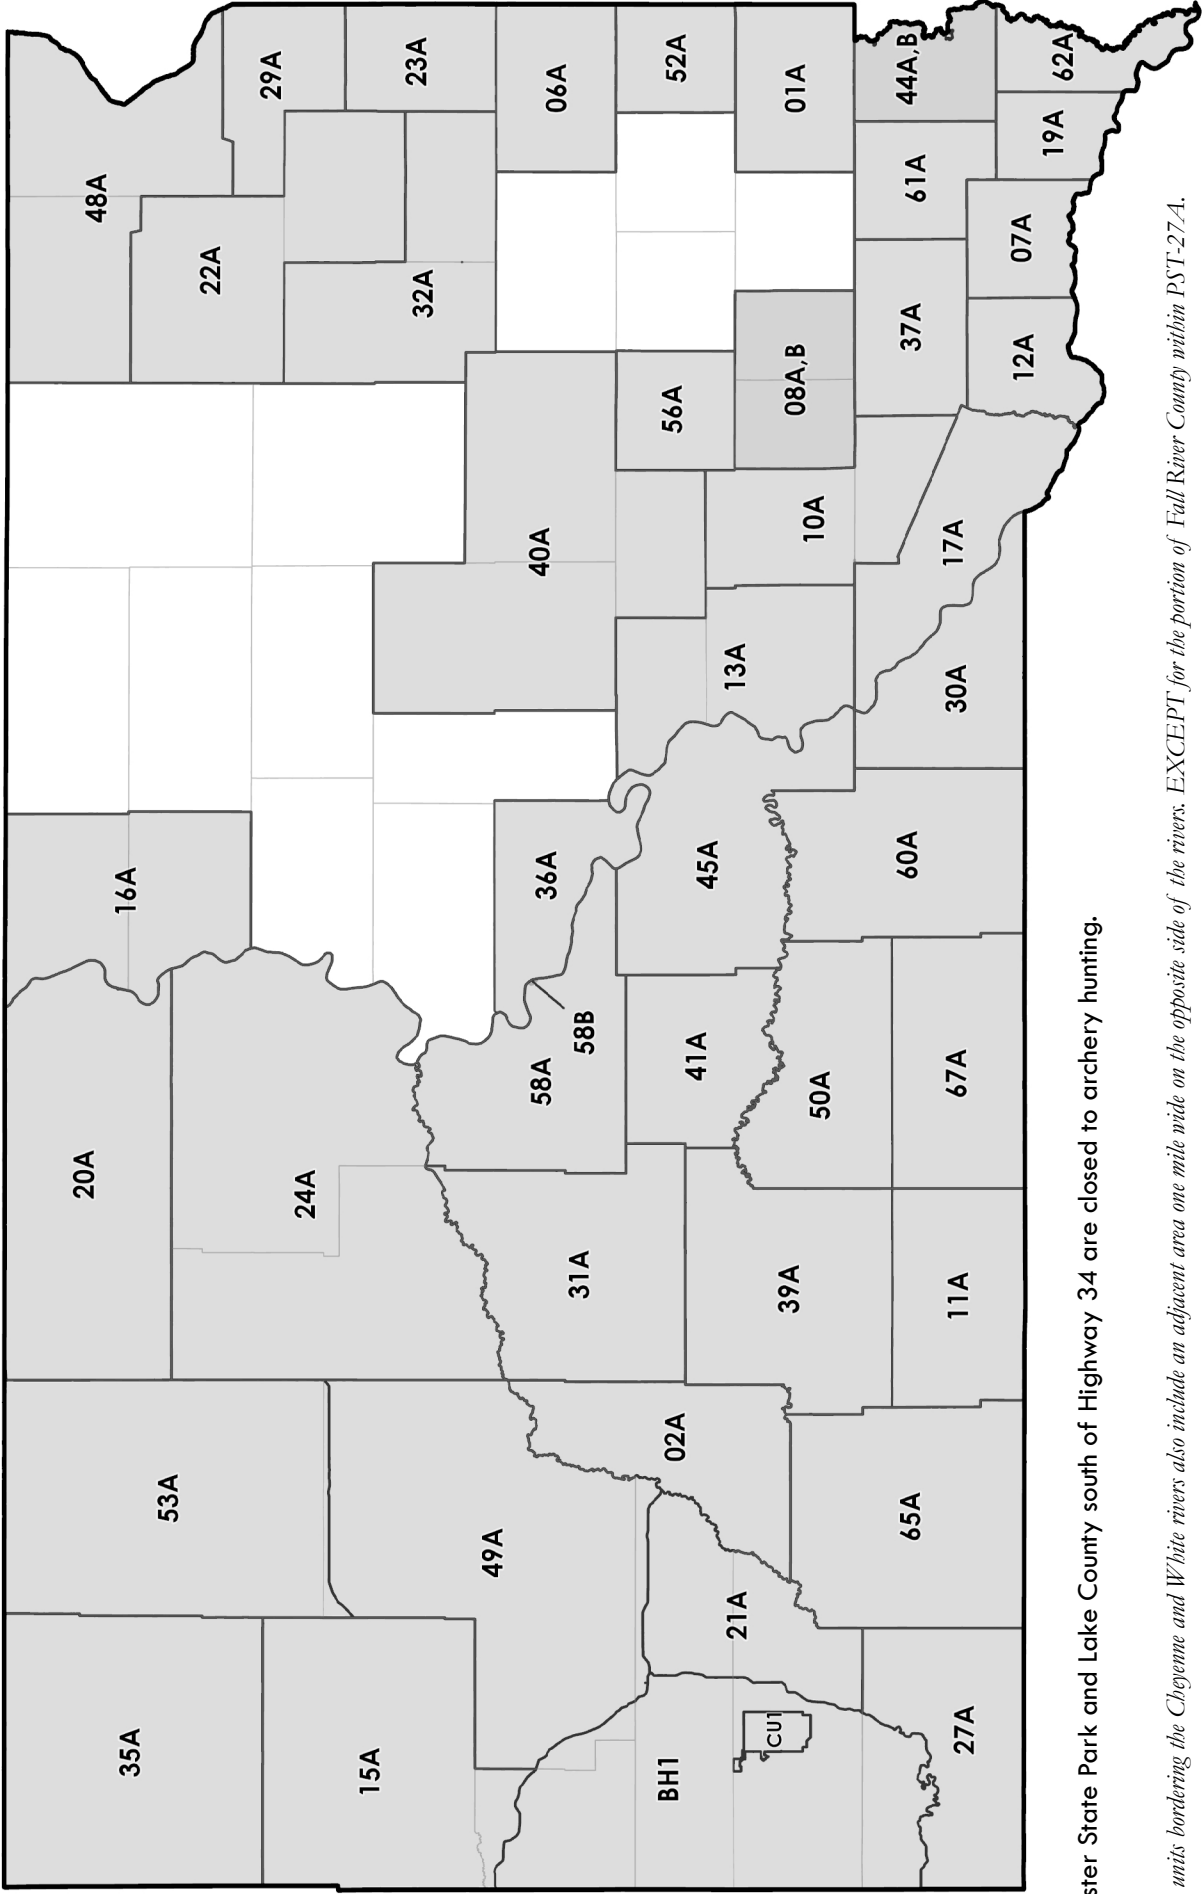 48A
20A
16A
35A
53A
22A
29A
24A
15A
23A
32A
49A
40A
58A
36A
06A
31A
58B
BH1
56A
02A
52A
41A
45A
13A
21A
CU1
39A
08A,B
01A
10A
50A
60A
44A,B
65A
37A
61A
17A
30A
67A
11A
27A
07A
12A
19A
62A
ster State Park and Lake County south of Highway 34 are closed to archery hunting.
units bordering the Cheyenne and White rivers also include an adjacent area one mile wide on the opposite side of the rivers. EXCEPT for the portion of Fall River County within PST-27A.